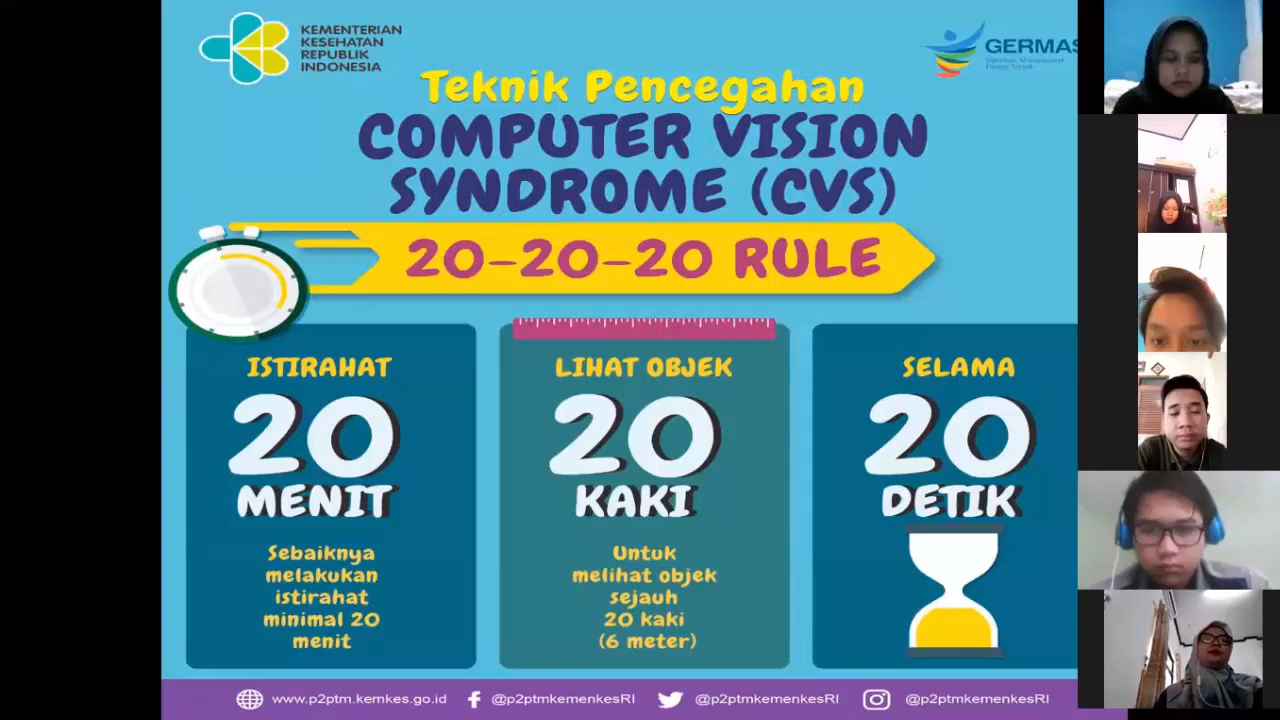 KEMENTERIAN
KESEHATAN
REPUBLIK
INDONESIA
GERMAS
Teknik Pencegahan
COMPUTER VISION
SYNDROME (CVS)
20-20-20 RULE
ISTIRAHAT
20
MENIT
Sebaiknya
melakukan
istirahat
minimal 20
menit
LIHAT OBJEK
20
KAKI
Untuk
melihat objek
sejauh
20 kaki
(6 meter)
SELAMA
20
DETIK
www.p2ptm.kemkes.go.id
@p2ptmkemenkesRI
@p2ptmkemenkesRI
@p2ptmkemenkesRI